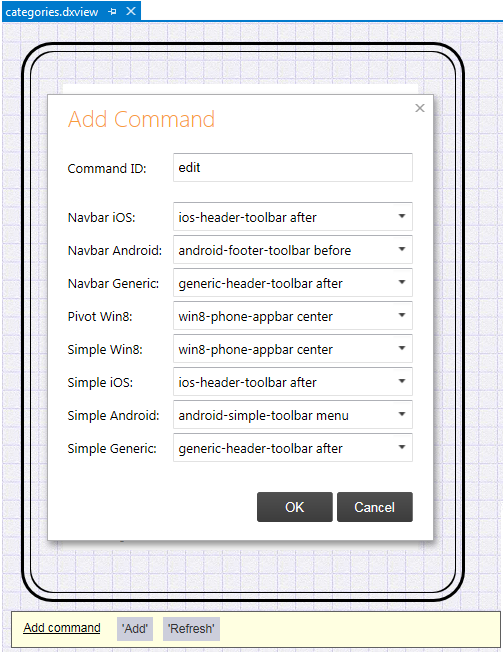 categories.dxview
Add Command
Command ID: edit
Navbar iOS: ios-header-toolbar after
Navbar Android: android-footer-toolbar before
Navbar Generic: generic-header-toolbar after
Pivot Win8: win8-phone-appbar center
Simple Win8: win8-phone-appbar center
Simple iOS: ios-header-toolbar after
Simple Android: android-simple-toolbar menu
Simple Generic: generic-header-toolbar after
OK Cancel
Add command 'Add' 'Refresh'